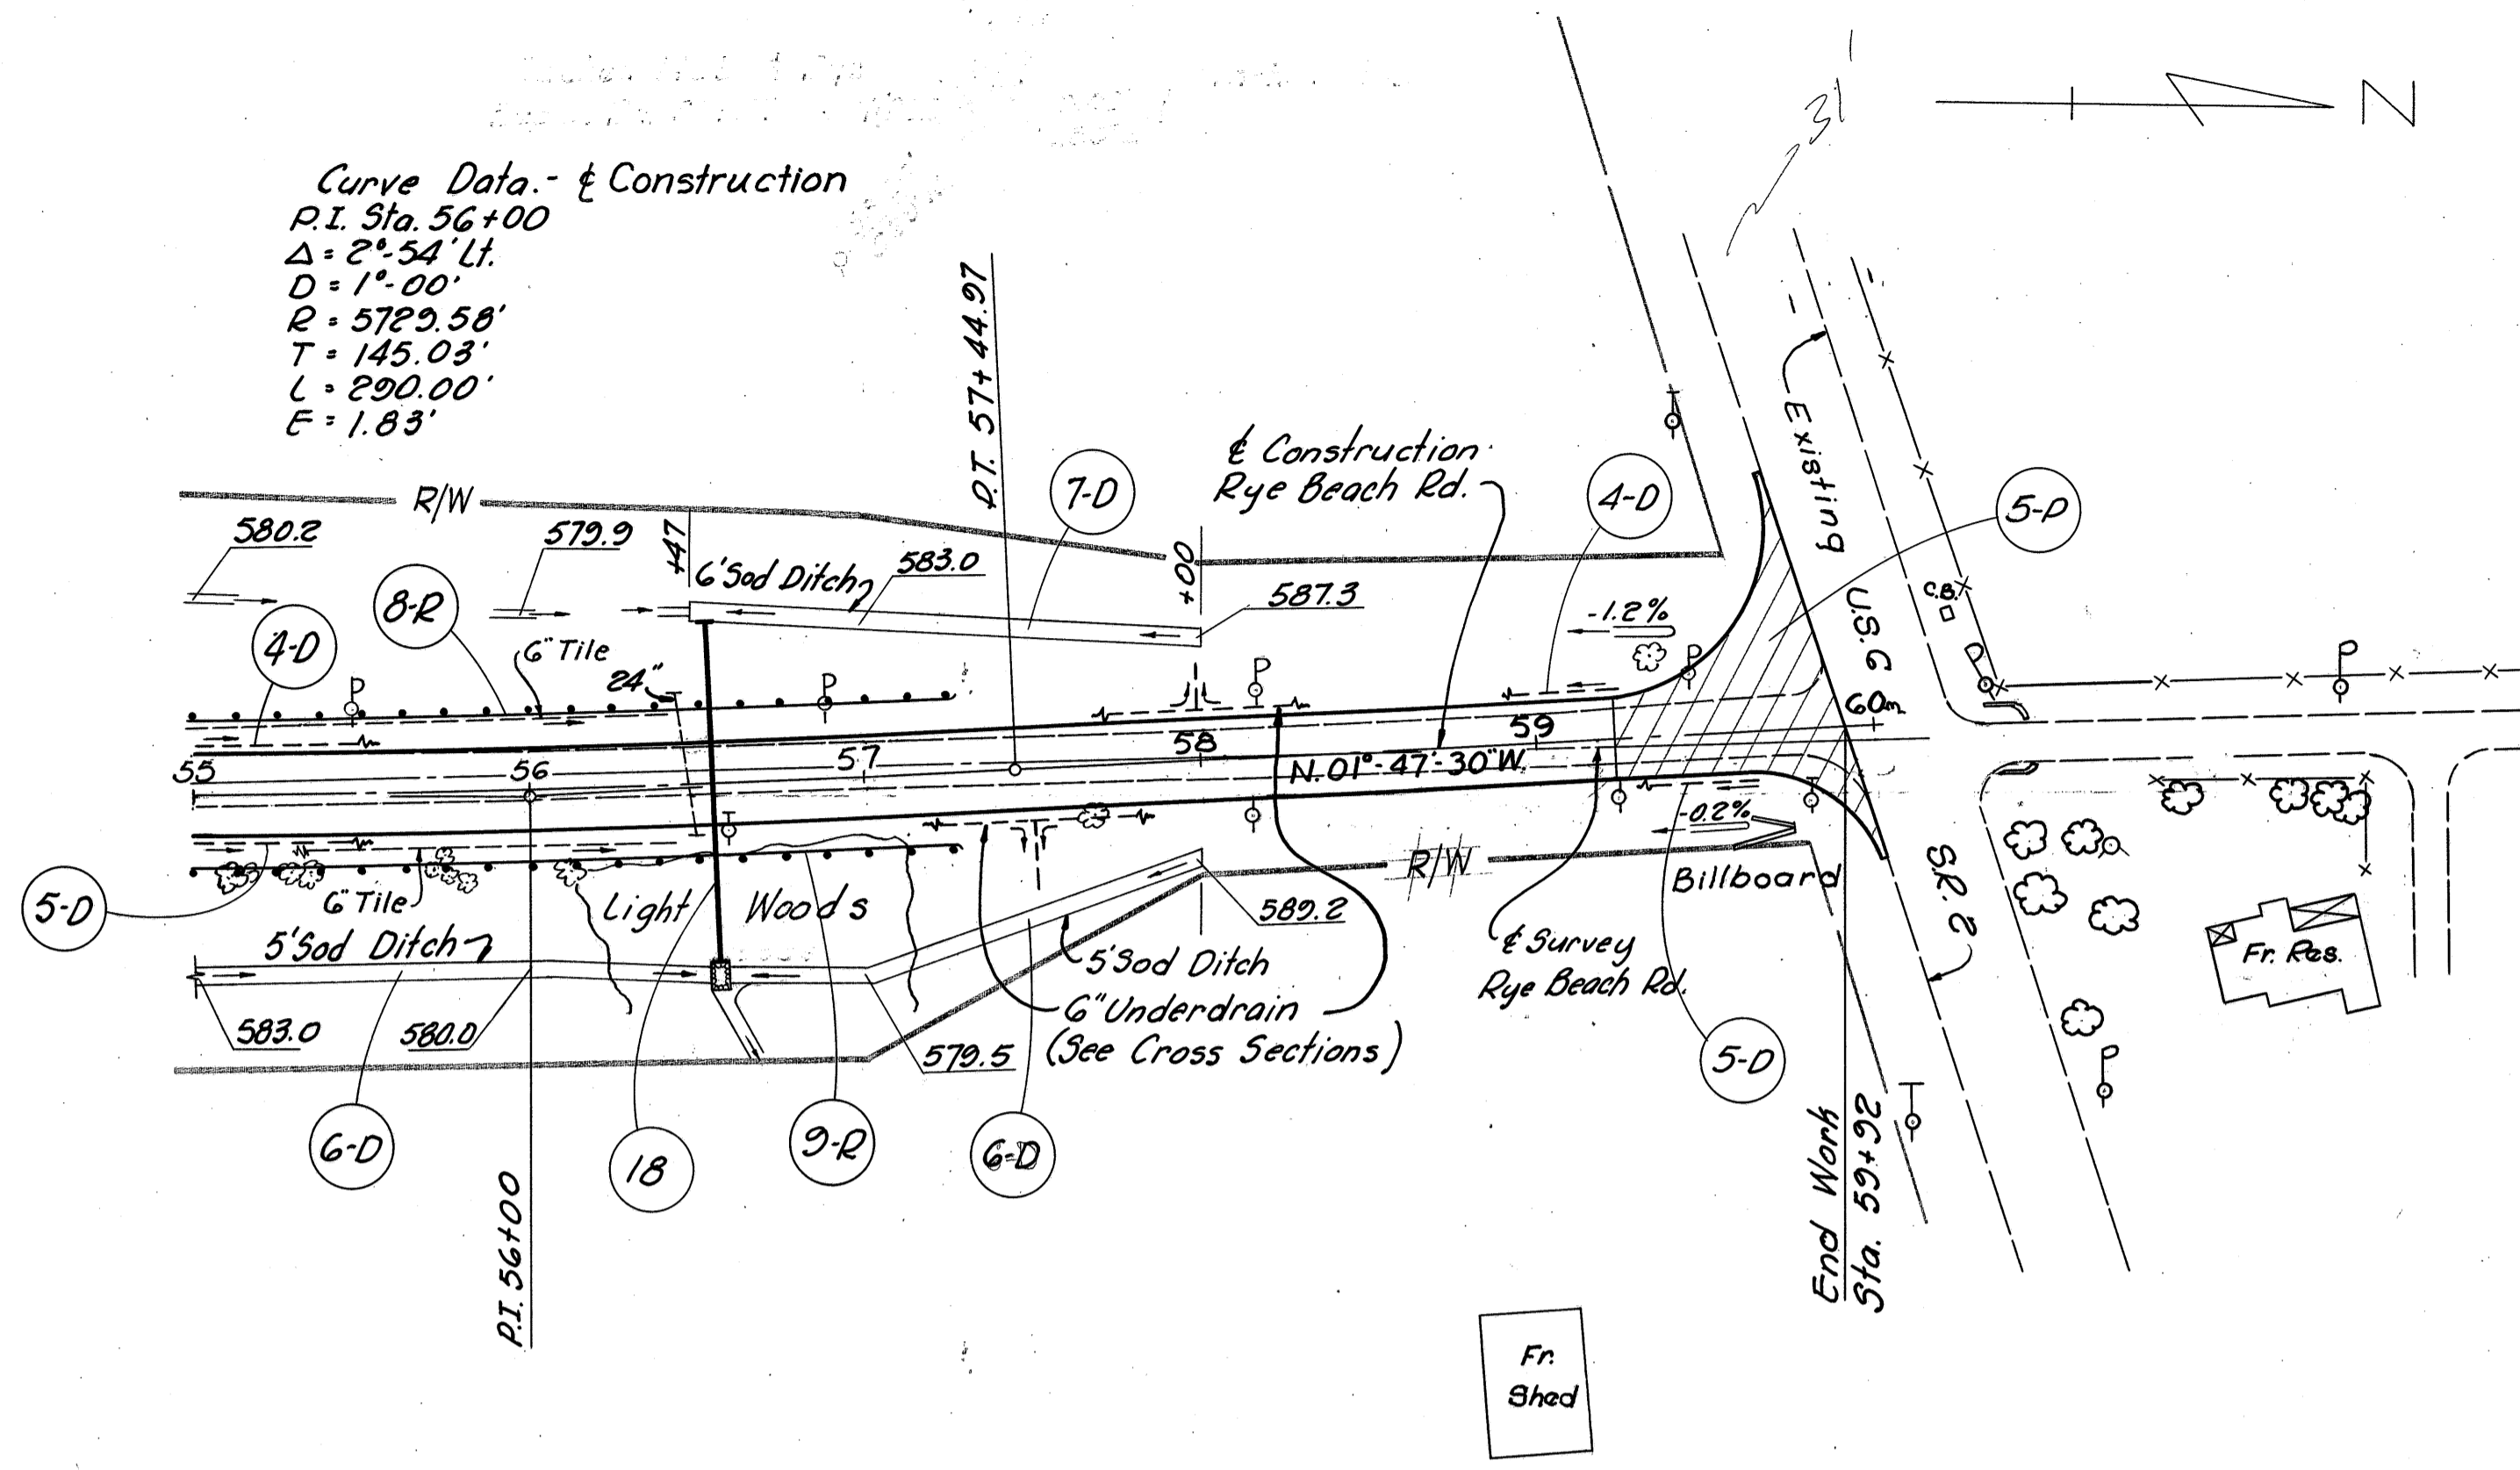 31'
N
Curve Data.- ₵ Construction
P.I. Sta. 56+00
Δ = 2°-54' Lt.
D = 1°-00'
R = 5729.58'
T = 145.03'
L = 290.00'
E = 1.83'
P.T. 57+44.97
₵ Construction
Rye Beach Rd.
7-D
4-D
5-P
Existing
U.S. 6
R/W
580.2
579.9
+47
6' Sod Ditch
583.0
+00
587.3
-1.2%
C.B.
8-R
4-D
6" Tile
24"
P
P
P
P
P
P
55
56
57
58
59
60
N. 01°-47'-30" W.
-0.2%
5-D
6" Tile
Light Woods
R/W
Billboard
589.2
S.R. 2
Fr. Res.
5' Sod Ditch
5' Sod Ditch
₵ Survey
Rye Beach Rd.
583.0
580.0
579.5
6" Underdrain
(See Cross Sections)
5-D
P
6-D
18
9-R
6-D
P.I. 56+00
End Work
Sta. 59+92
Fr.
Shed